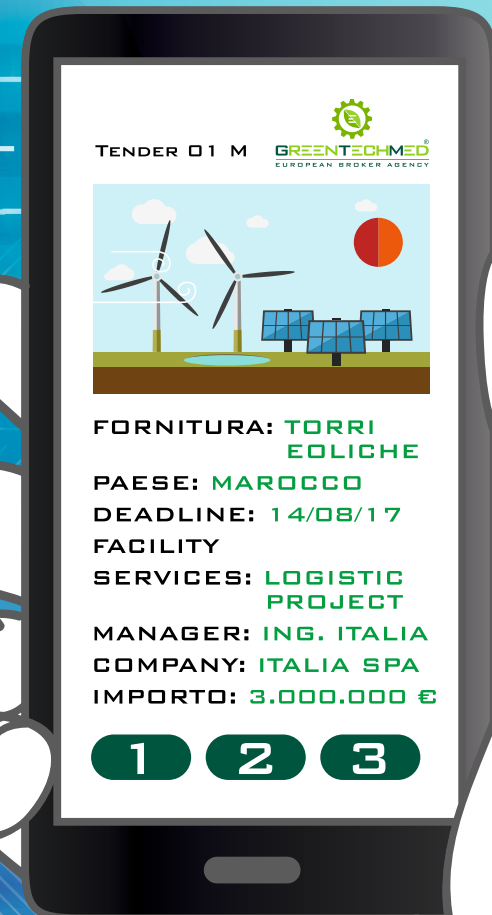 TENDER 01 M
GREENTECHMED®
EUROPEAN BROKER AGENCY
FORNITURA: TORRI
EOLICHE
PAESE: MAROCCO
DEADLINE: 14/08/17
FACILITY
SERVICES: LOGISTIC
PROJECT
MANAGER: ING. ITALIA
COMPANY: ITALIA SPA
IMPORTO: 3.000.000 €
1 2 3